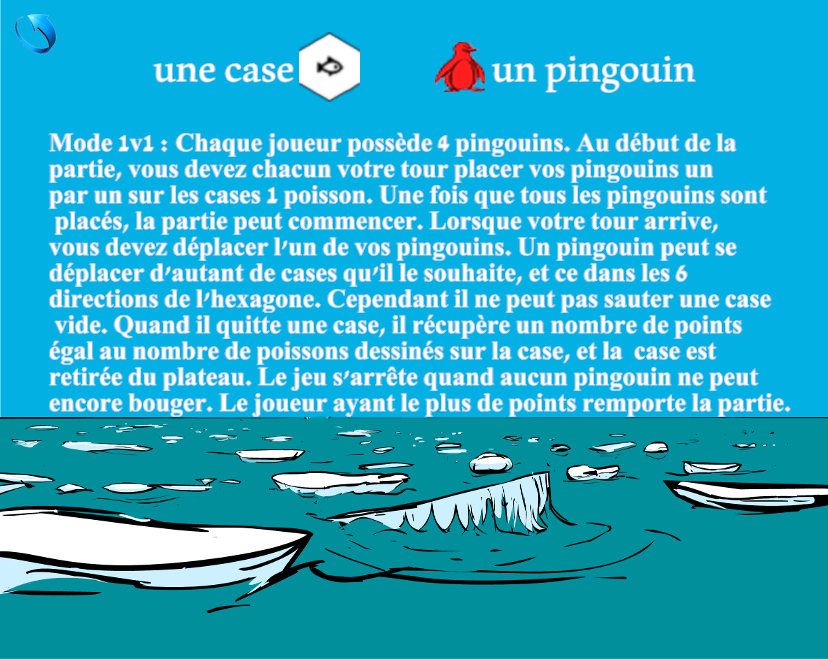 une case
un pingouin
Mode 1v1 : Chaque joueur possède 4 pingouins. Au début de la
partie, vous devez chacun votre tour placer vos pingouins un
par un sur les cases 1 poisson. Une fois que tous les pingouins sont
placés, la partie peut commencer. Lorsque votre tour arrive,
vous devez déplacer l'un de vos pingouins. Un pingouin peut se
déplacer d'autant de cases qu'il le souhaite, et ce dans les 6
directions de l'hexagone. Cependant il ne peut pas sauter une case
vide. Quand il quitte une case, il récupère un nombre de points
égal au nombre de poissons dessinés sur la case, et la case est
retirée du plateau. Le jeu s'arrête quand aucun pingouin ne peut
encore bouger. Le joueur ayant le plus de points remporte la partie.